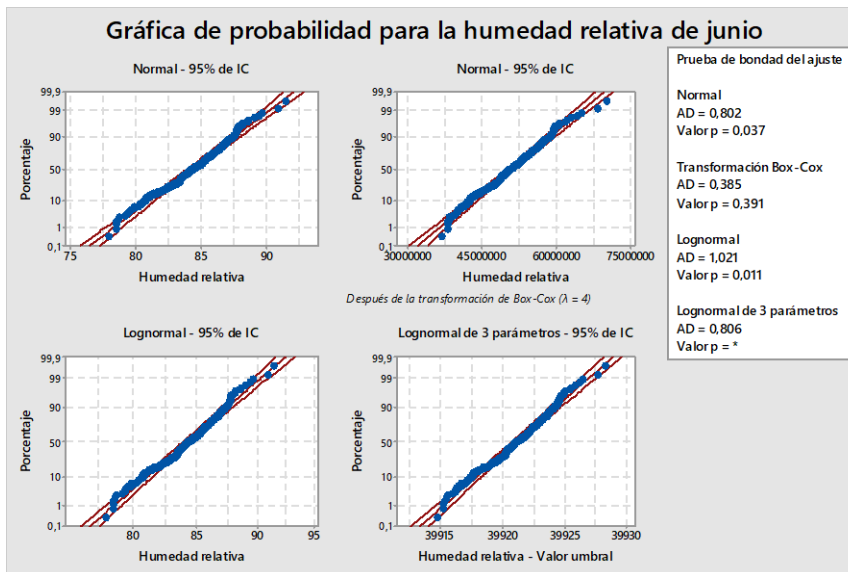 Gráfica de probabilidad para la humedad relativa de junio
Normal - 95% de IC
99,9
99
90
50
10
1
0,1
Porcentaje
75
80
85
90
Humedad relativa
Normal - 95% de IC
99,9
99
90
50
10
1
0,1
Porcentaje
30000000
45000000
60000000
75000000
Humedad relativa
Después de la transformación de Box-Cox (λ = 4)
Lognormal - 95% de IC
99,9
99
90
50
10
1
0,1
Porcentaje
80
85
90
95
Humedad relativa
Lognormal de 3 parámetros - 95% de IC
99,9
99
90
50
10
1
0,1
Porcentaje
39915
39920
39925
39930
Humedad relativa - Valor umbral
Prueba de bondad del ajuste
Normal
AD = 0,802
Valor p = 0,037
Transformación Box-Cox
AD = 0,385
Valor p = 0,391
Lognormal
AD = 1,021
Valor p = 0,011
Lognormal de 3 parámetros
AD = 0,806
Valor p = *